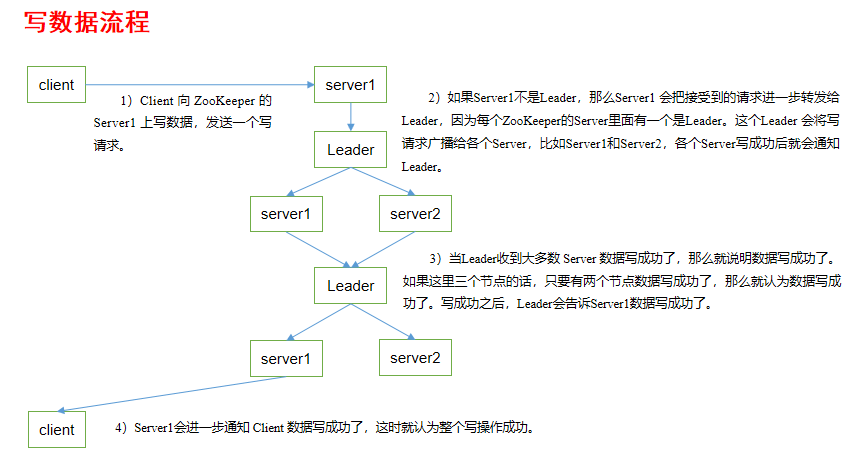 写数据流程
client
server1
1）Client 向 ZooKeeper 的
Server1 上写数据，发送一个写
请求。
2）如果Server1不是Leader，那么Server1 会把接受到的请求进一步转发给
Leader，因为每个ZooKeeper的Server里面有一个是Leader。这个Leader 会将写
请求广播给各个Server，比如Server1和Server2，各个Server写成功后就会通知
Leader。
Leader
server1
server2
3）当Leader收到大多数 Server 数据写成功了，那么就说明数据写成功了。
如果这里三个节点的话，只要有两个节点数据写成功了，那么就认为数据写成
功了。写成功之后，Leader会告诉Server1数据写成功了。
Leader
server1
server2
client
4）Server1会进一步通知 Client 数据写成功了，这时就认为整个写操作成功。